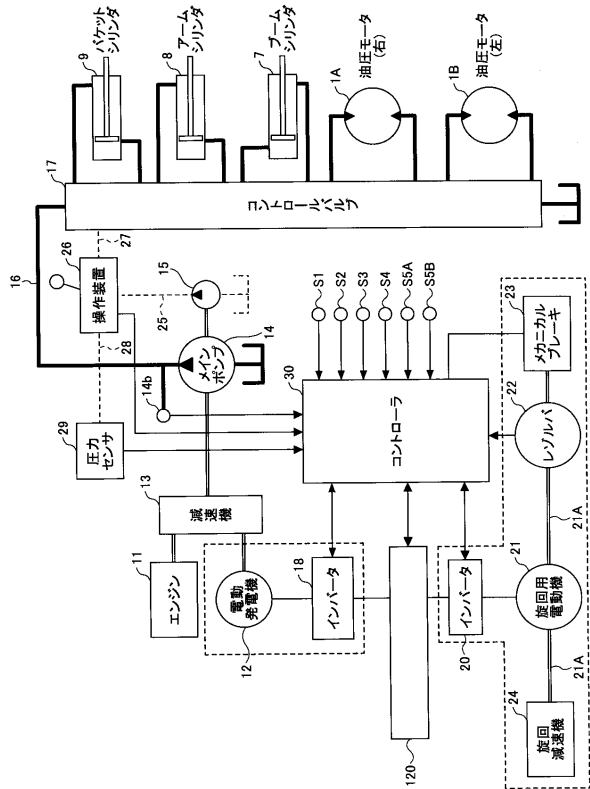 バケット
シリンダ
9
アーム
シリンダ
8
ブーム
シリンダ
7
油圧モータ
(右)
1A
油圧モータ
(左)
1B
17
コントロールバルブ
16
26
操作装置
27
28
25
15
14
メイン
ポンプ
14b
29
圧力
センサ
13
減速機
11
エンジン
12
電動
発電機
18
インバータ
30
コントローラ
S1
S2
S3
S4
S5A
S5B
23
メカニカル
ブレーキ
22
レゾルバ
21A
21
旋回用
電動機
21A
24
旋回
減速機
20
インバータ
120